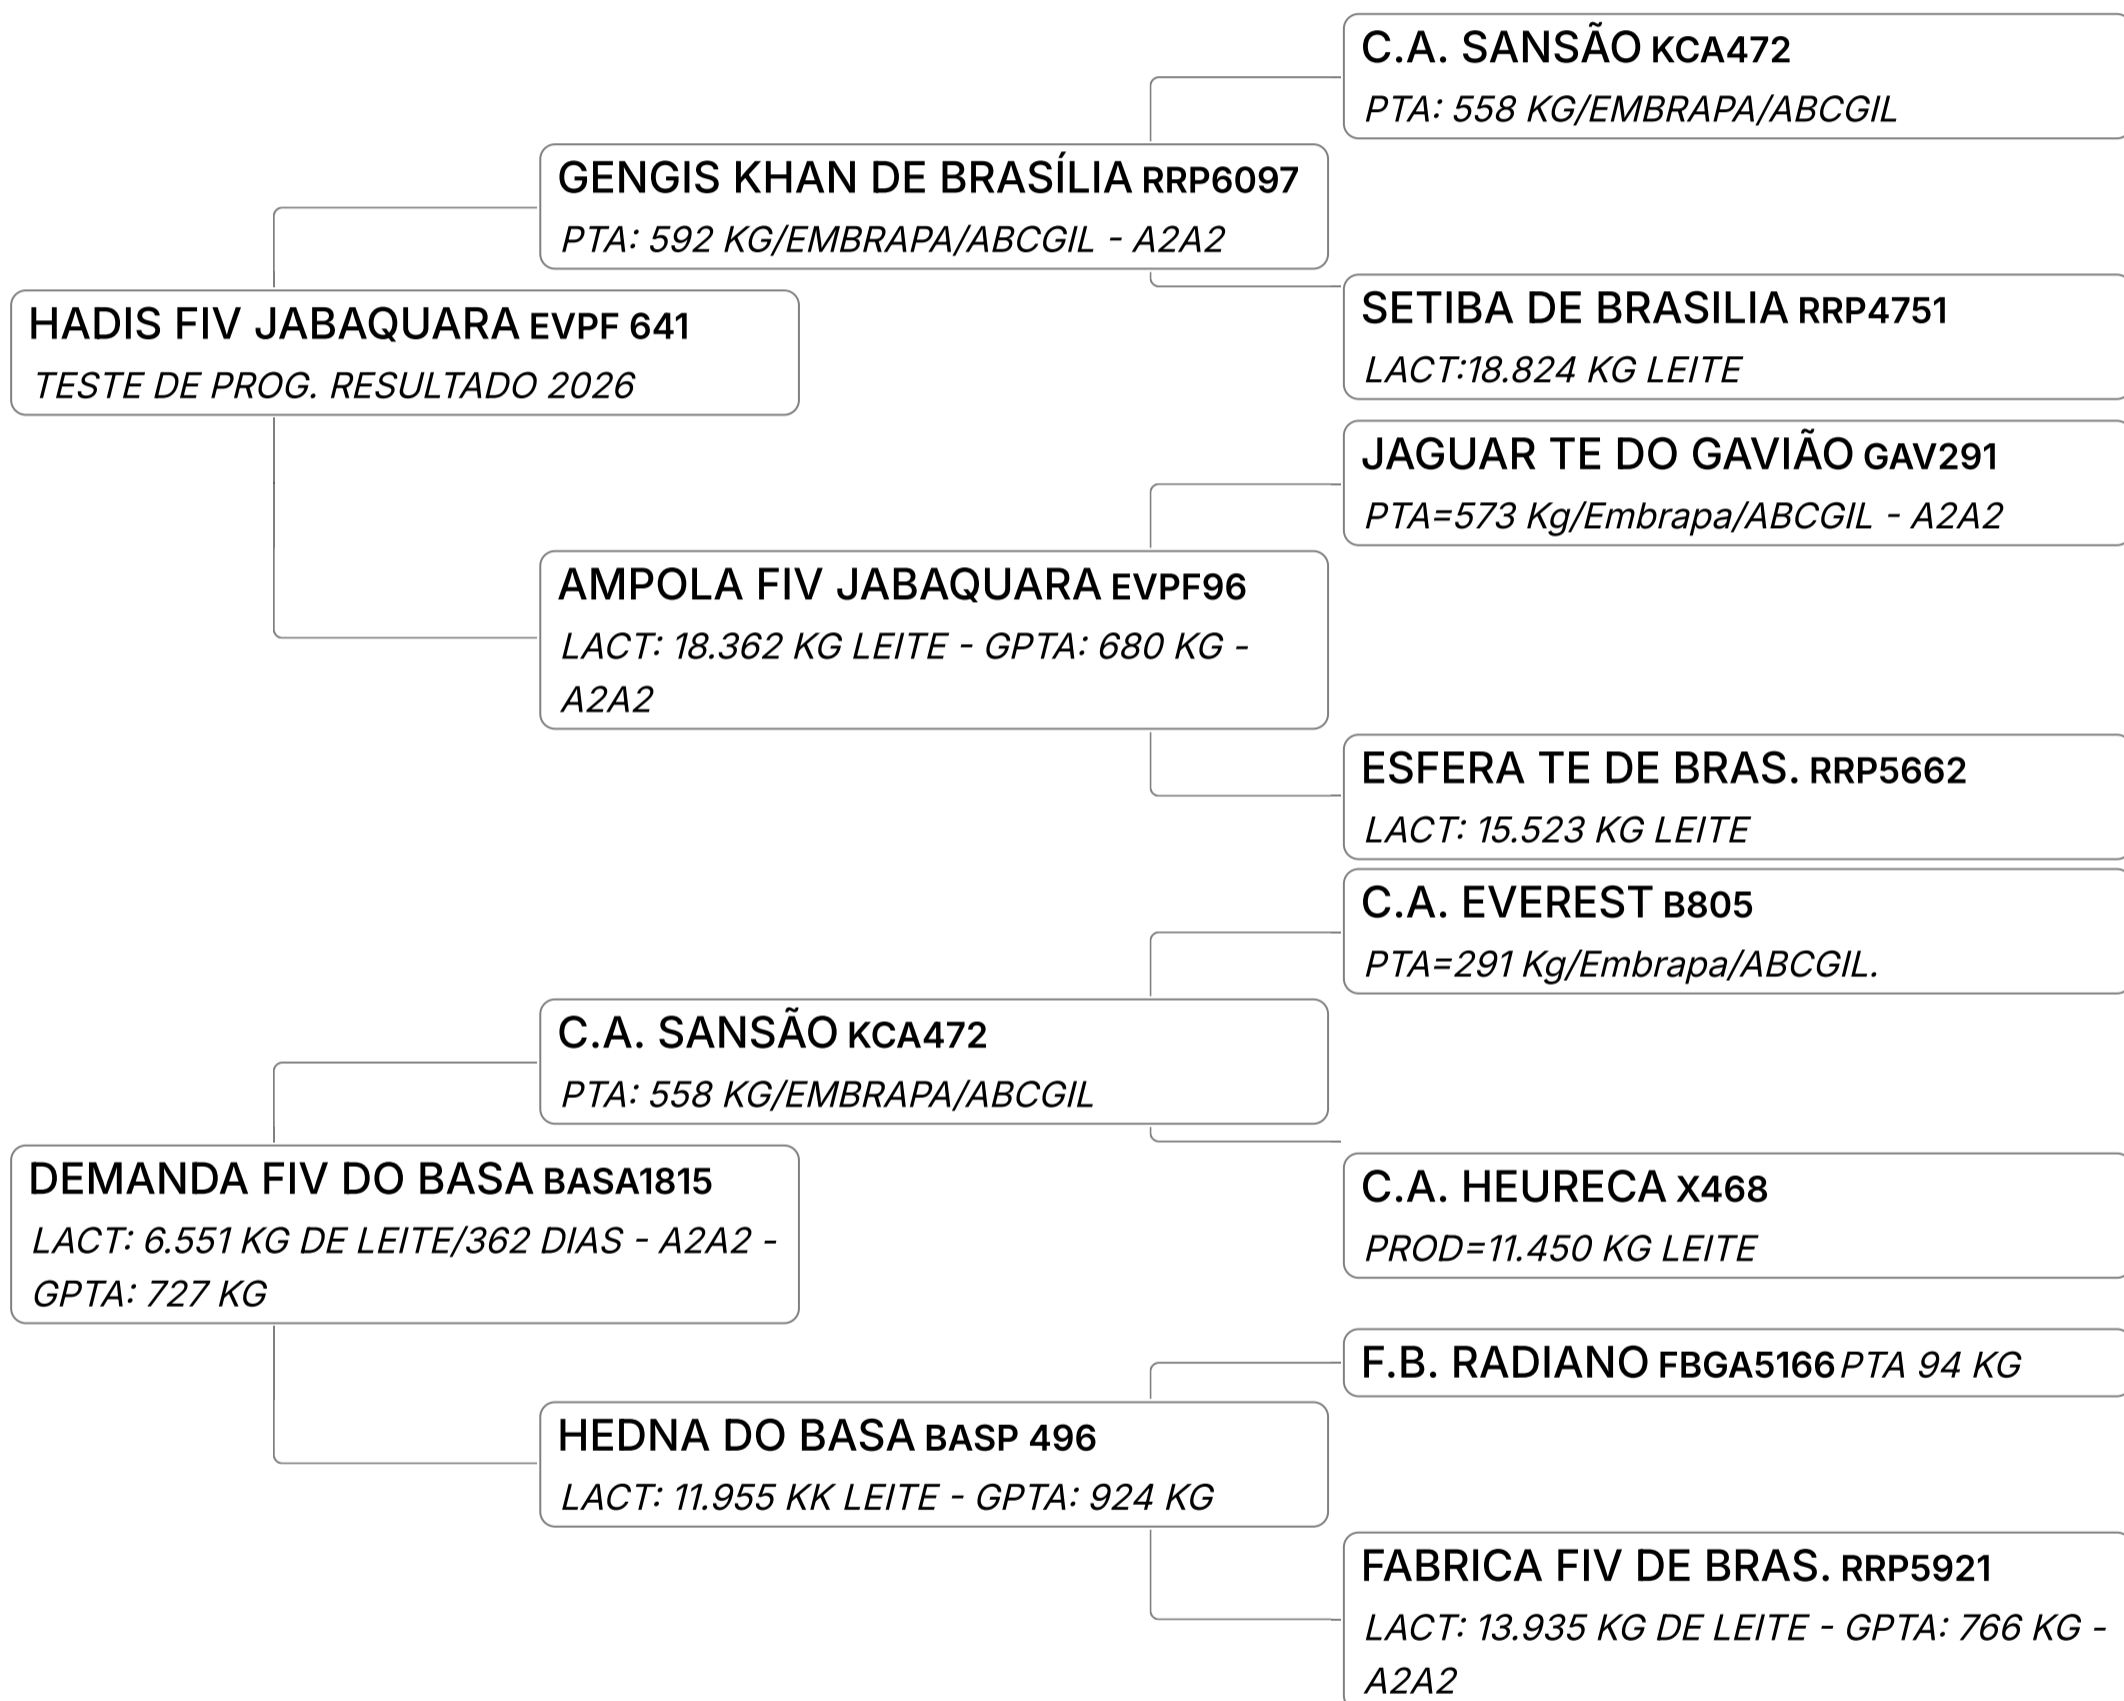 C.A. SANSÃO KCA472
PTA: 558 KG/EMBRAPA/ABCGIL
GENGIS KHAN DE BRASÍLIA RRP6097
PTA: 592 KG/EMBRAPA/ABCGIL - A2A2
SETIBA DE BRASILIA RRP4751
LACT:18.824 KG LEITE
HADIS FIV JABAQUARA EVPF 641
TESTE DE PROG. RESULTADO 2026
JAGUAR TE DO GAVIÃO GAV291
PTA=573 Kg/Embrapa/ABCGIL - A2A2
AMPOLA FIV JABAQUARA EVPF96
LACT: 18.362 KG LEITE - GPTA: 680 KG -
A2A2
ESFERA TE DE BRAS. RRP5662
LACT: 15.523 KG LEITE
C.A. EVEREST B805
PTA=291 Kg/Embrapa/ABCGIL.
C.A. SANSÃO KCA472
PTA: 558 KG/EMBRAPA/ABCGIL
C.A. HEURECA X468
PROD=11.450 KG LEITE
DEMANDA FIV DO BASA BASA1815
LACT: 6.551 KG DE LEITE/362 DIAS - A2A2 -
GPTA: 727 KG
F.B. RADIANO FBGA5166 PTA 94 KG
HEDNA DO BASA BASP 496
LACT: 11.955 KK LEITE - GPTA: 924 KG
FABRICA FIV DE BRAS. RRP5921
LACT: 13.935 KG DE LEITE - GPTA: 766 KG -
A2A2